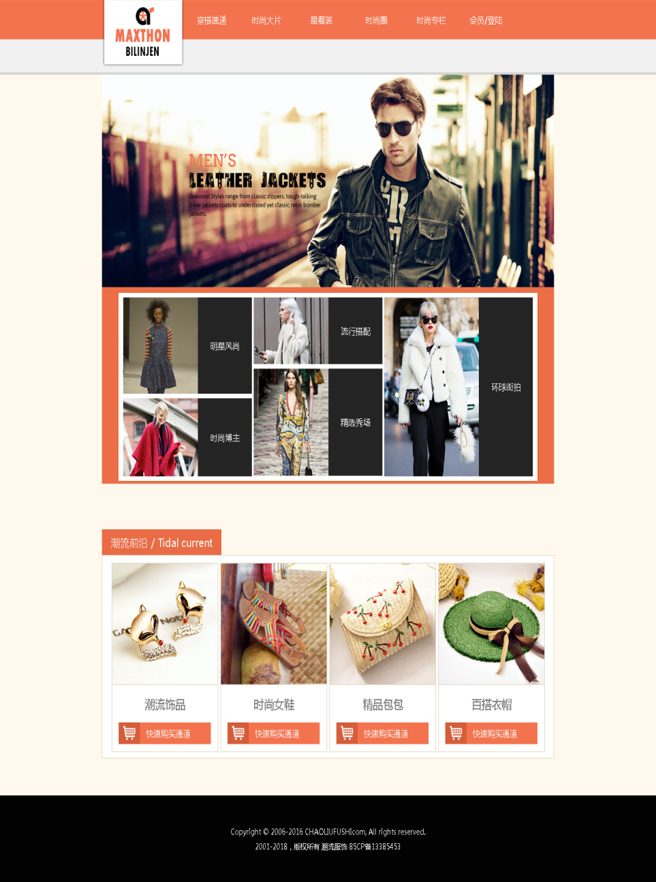 MAXTHON
BILINJEN
穿搭速递 时尚大片 星看装 时尚圈 时尚专栏 会员/登陆
MEN'S
LEATHER JACKETS
Seasonal Styles range from classic zippers, tough-talking
biker jackets coats to understated yet classic retro bomber
jackets.
明星风尚
流行搭配
环球街拍
精选秀场
时尚博主
潮流前沿 / Tidal current
潮流饰品 时尚女鞋 精品包包 百搭衣帽
快速购买通道 快速购买通道 快速购买通道 快速购买通道
Copyright © 2006-2016 CHAOLIUFUSHI.com, All rights reserved.
2001-2018，版权所有 潮流服饰 85CP备13385453